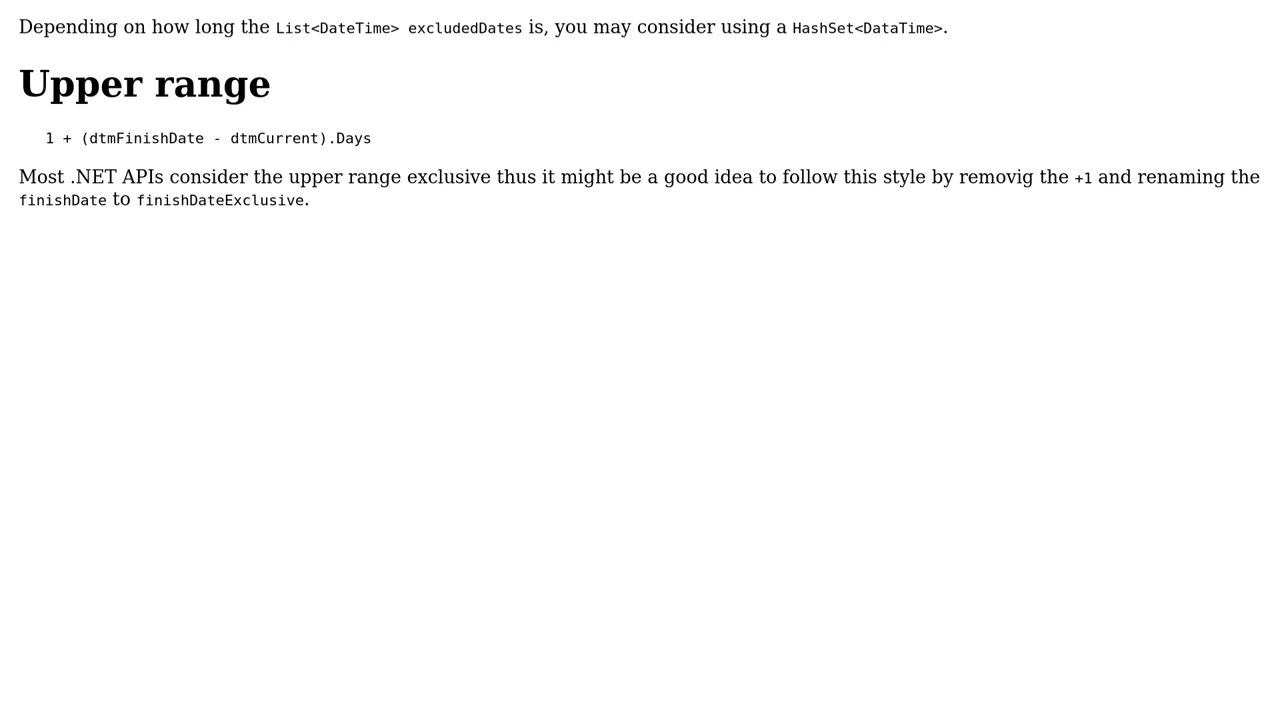 Depending on how long the List<DateTime> excludedDates is, you may consider using a HashSet<DataTime>.
Upper range
1 + (dtmFinishDate - dtmCurrent).Days
Most .NET APIs consider the upper range exclusive thus it might be a good idea to follow this style by removig the +1 and renaming the
finishDate to finishDateExclusive.